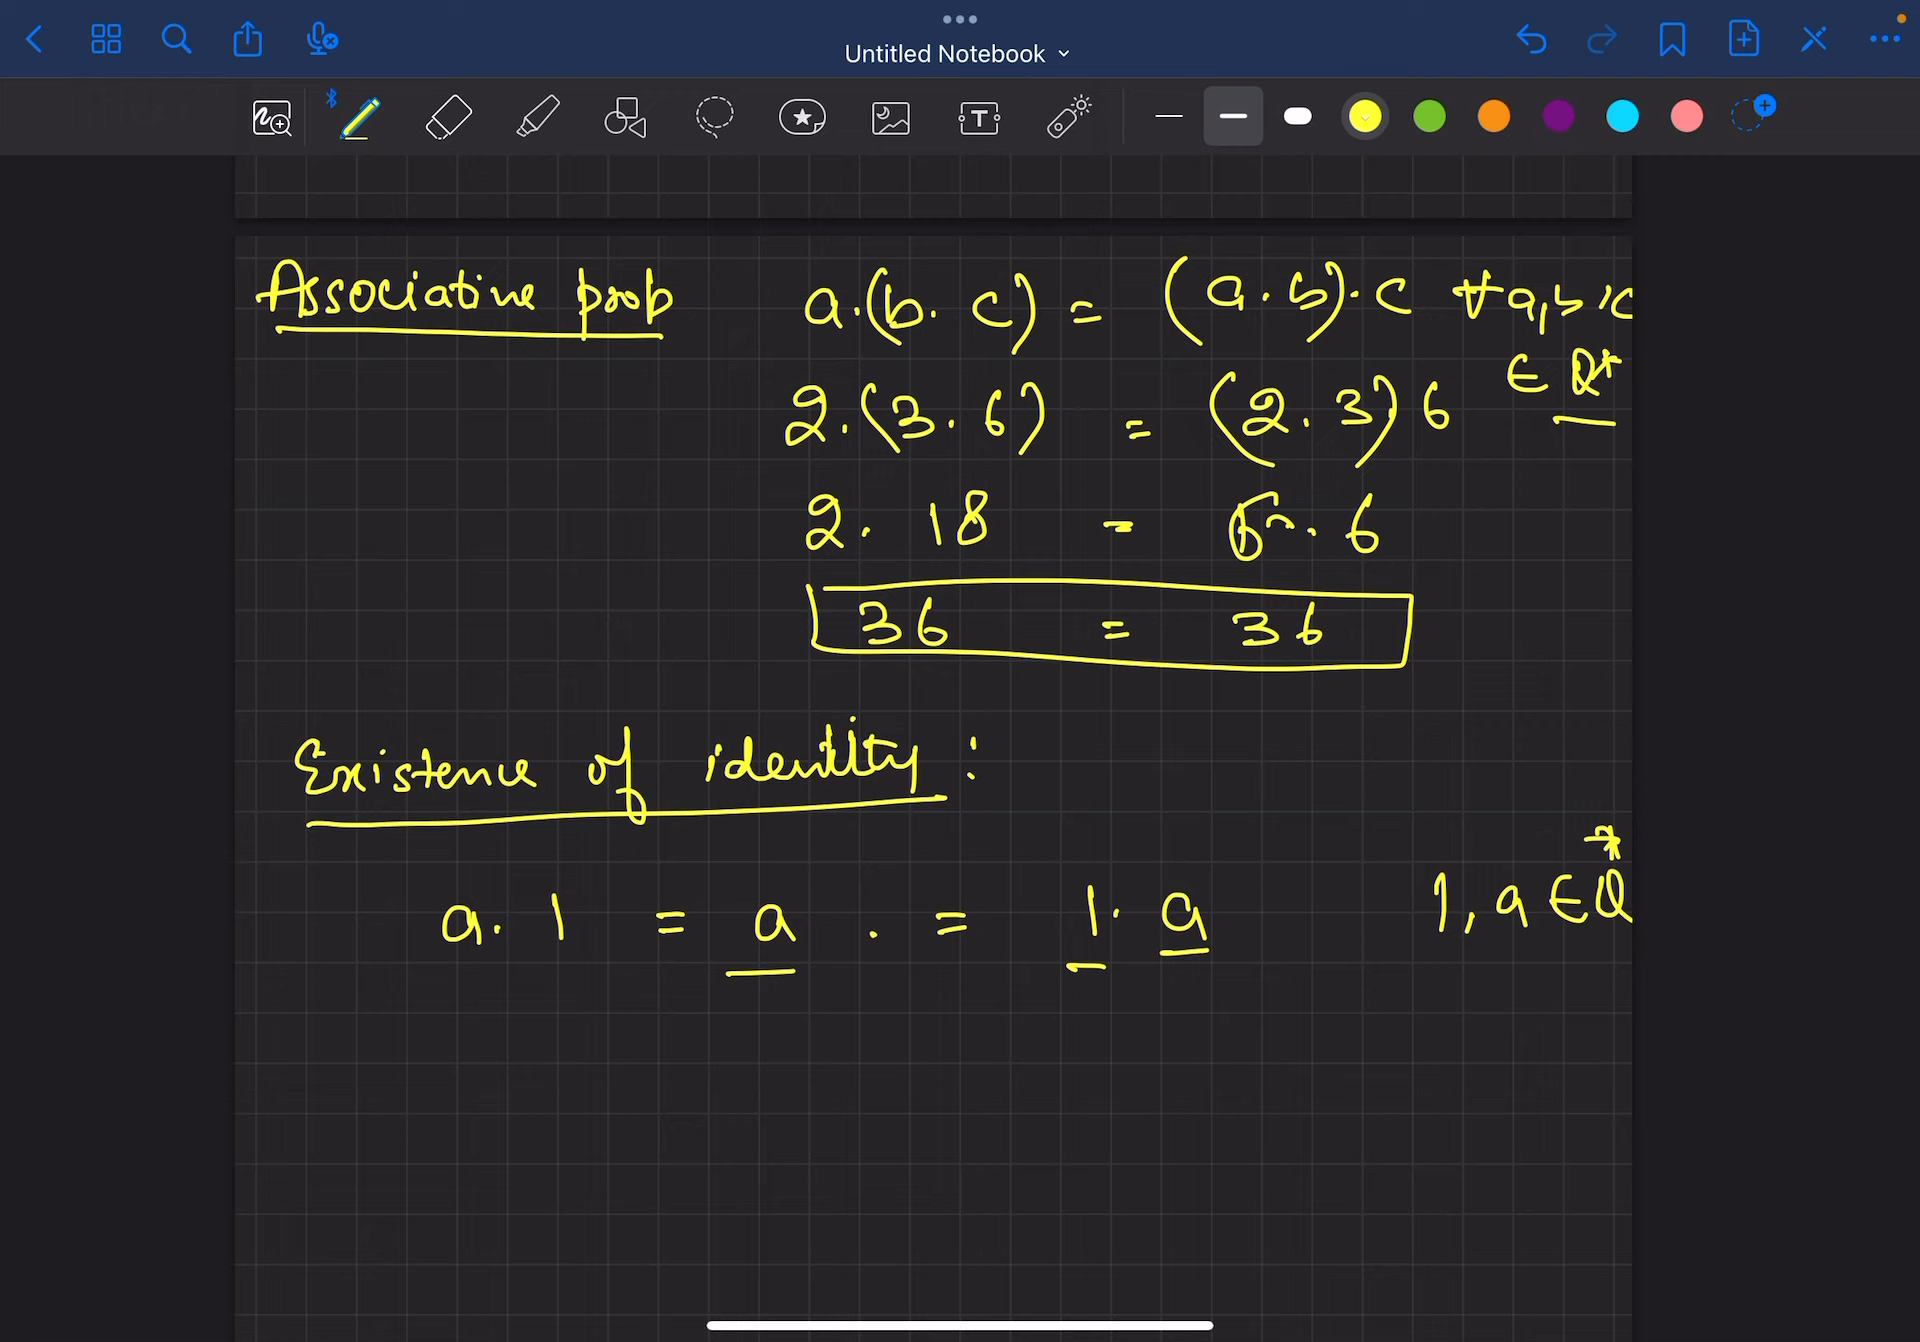 Untitled Notebook
Associative prop a.(b.c) = (a.b).c ∀ a,b,c
∈ Q*
2.(3.6) = (2.3)6
2. 18 = 6.6
36 = 36
Existence of identity :
a.1 = a . = 1.a 1, a ∈ Q*